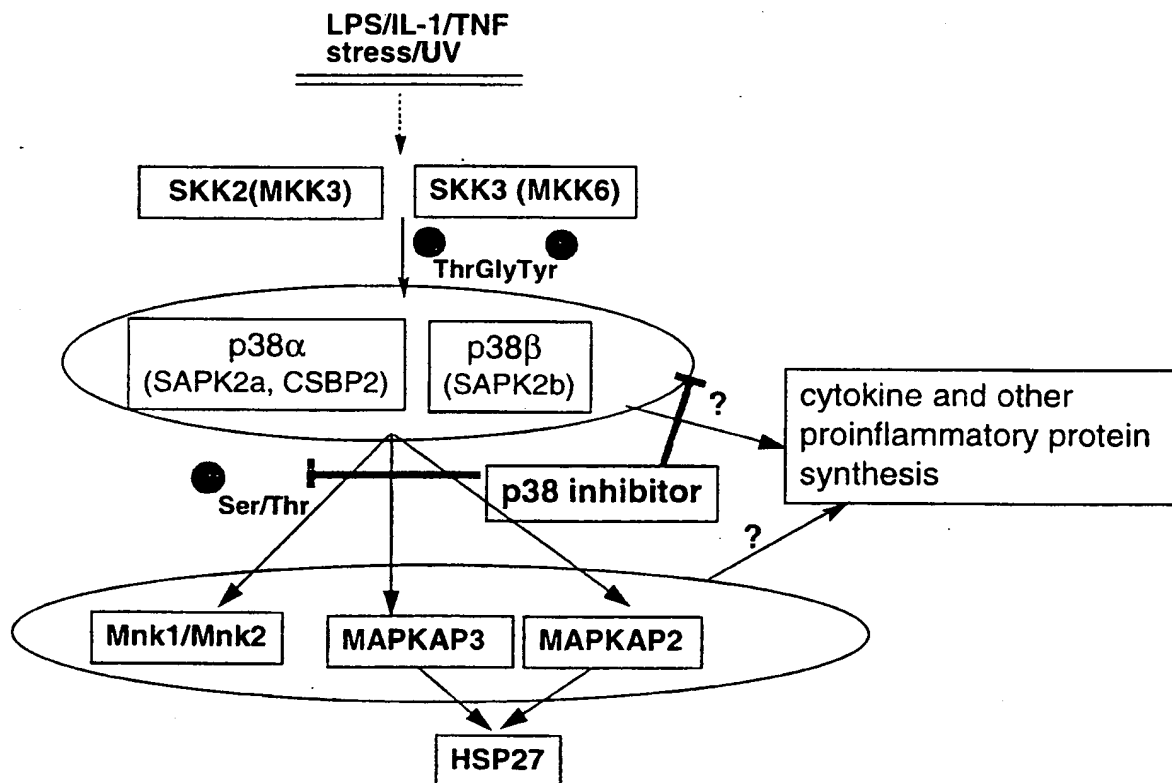 LPS/IL-1/TNF
stress/UV
SKK2(MKK3)
SKK3 (MKK6)
ThrGlyTyr
p38α
(SAPK2a, CSBP2)
p38β
(SAPK2b)
?
cytokine and other
proinflammatory protein
synthesis
Ser/Thr
p38 inhibitor
?
Mnk1/Mnk2
MAPKAP3
MAPKAP2
HSP27